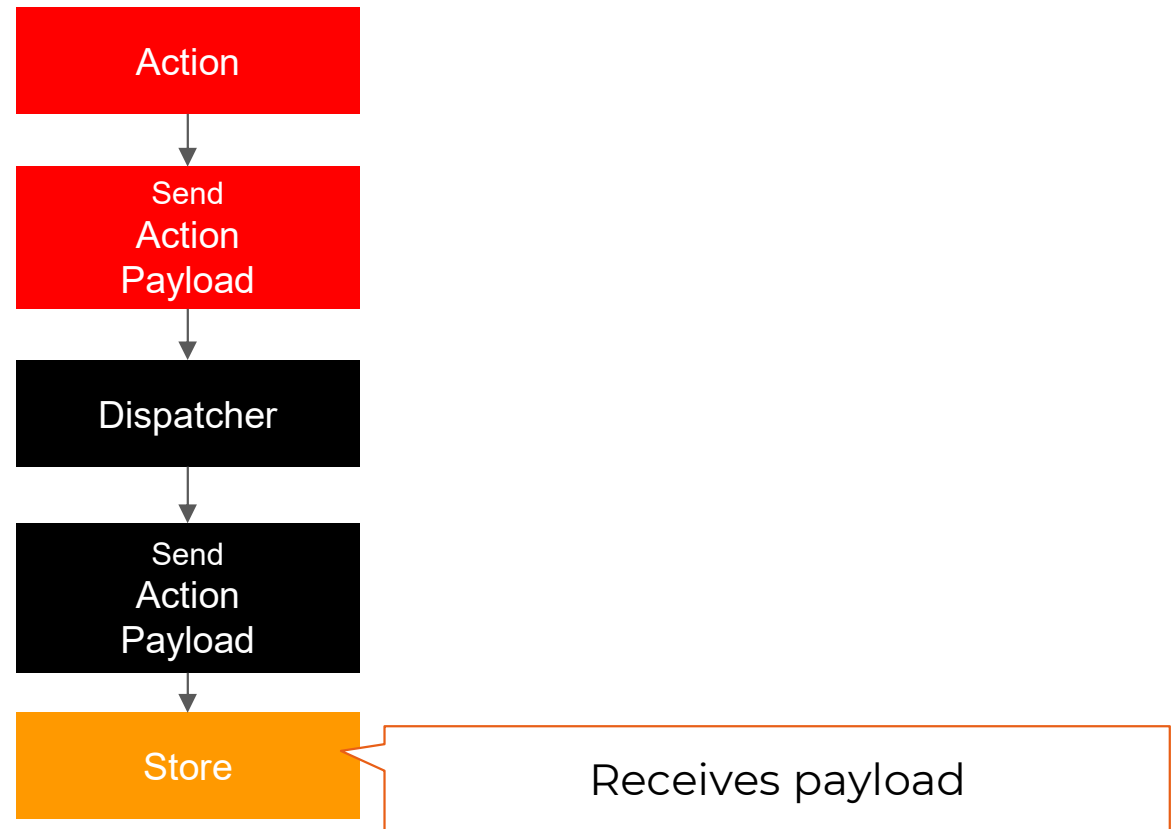 Action
Send
Action
Payload
Dispatcher
Send
Action
Payload
Store
Receives payload